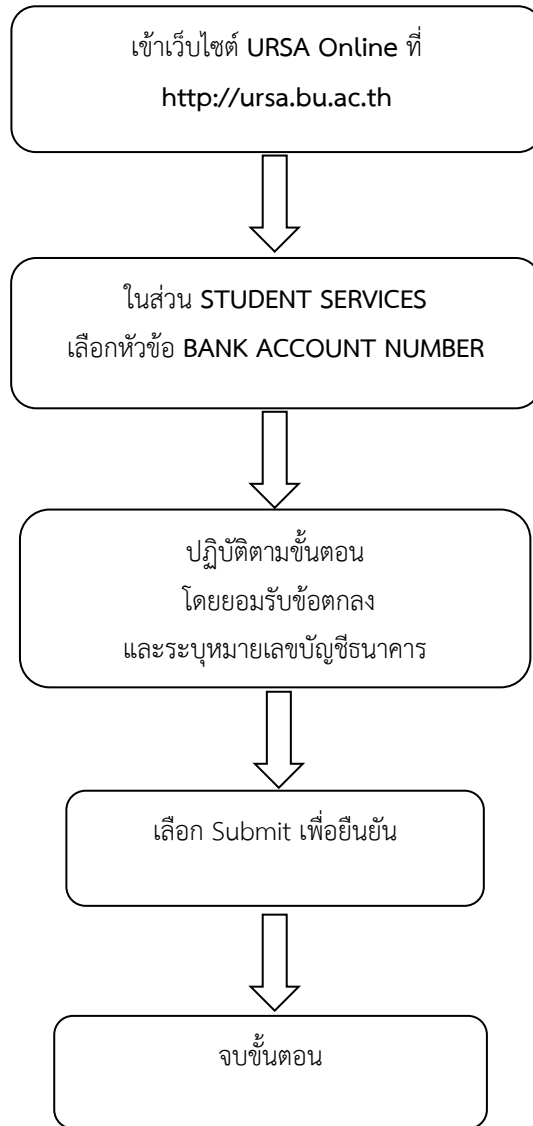 เข้าเว็บไซต์ URSA Online ที่
http://ursa.bu.ac.th
ในส่วน STUDENT SERVICES
เลือกหัวข้อ BANK ACCOUNT NUMBER
ปฏิบัติตามขั้นตอน
โดยยอมรับข้อตกลง
และระบุหมายเลขบัญชีธนาคาร
เลือก Submit เพื่อยืนยัน
จบขั้นตอน